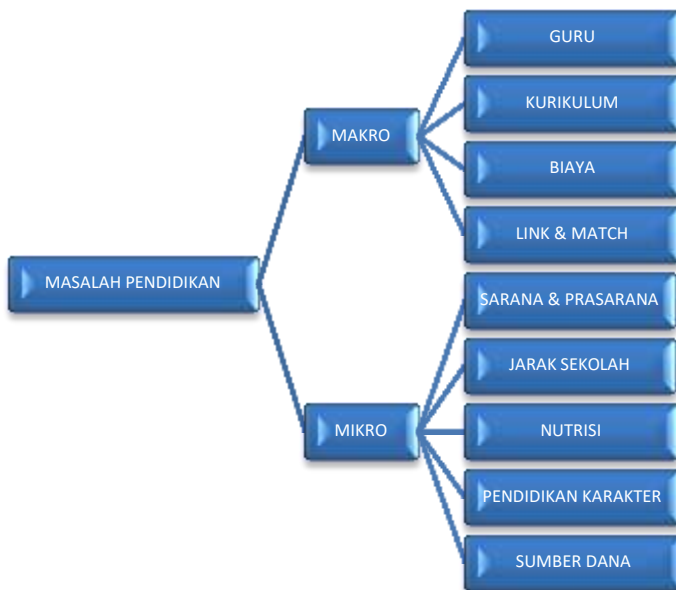 MASALAH PENDIDIKAN
MAKRO
GURU
KURIKULUM
BIAYA
LINK & MATCH
MIKRO
SARANA & PRASARANA
JARAK SEKOLAH
NUTRISI
PENDIDIKAN KARAKTER
SUMBER DANA